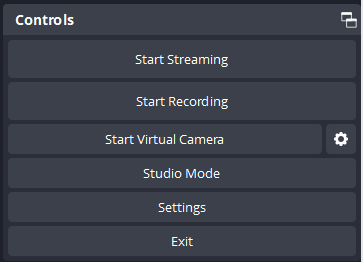 Controls
Start Streaming
Start Recording
Start Virtual Camera
Studio Mode
Settings
Exit